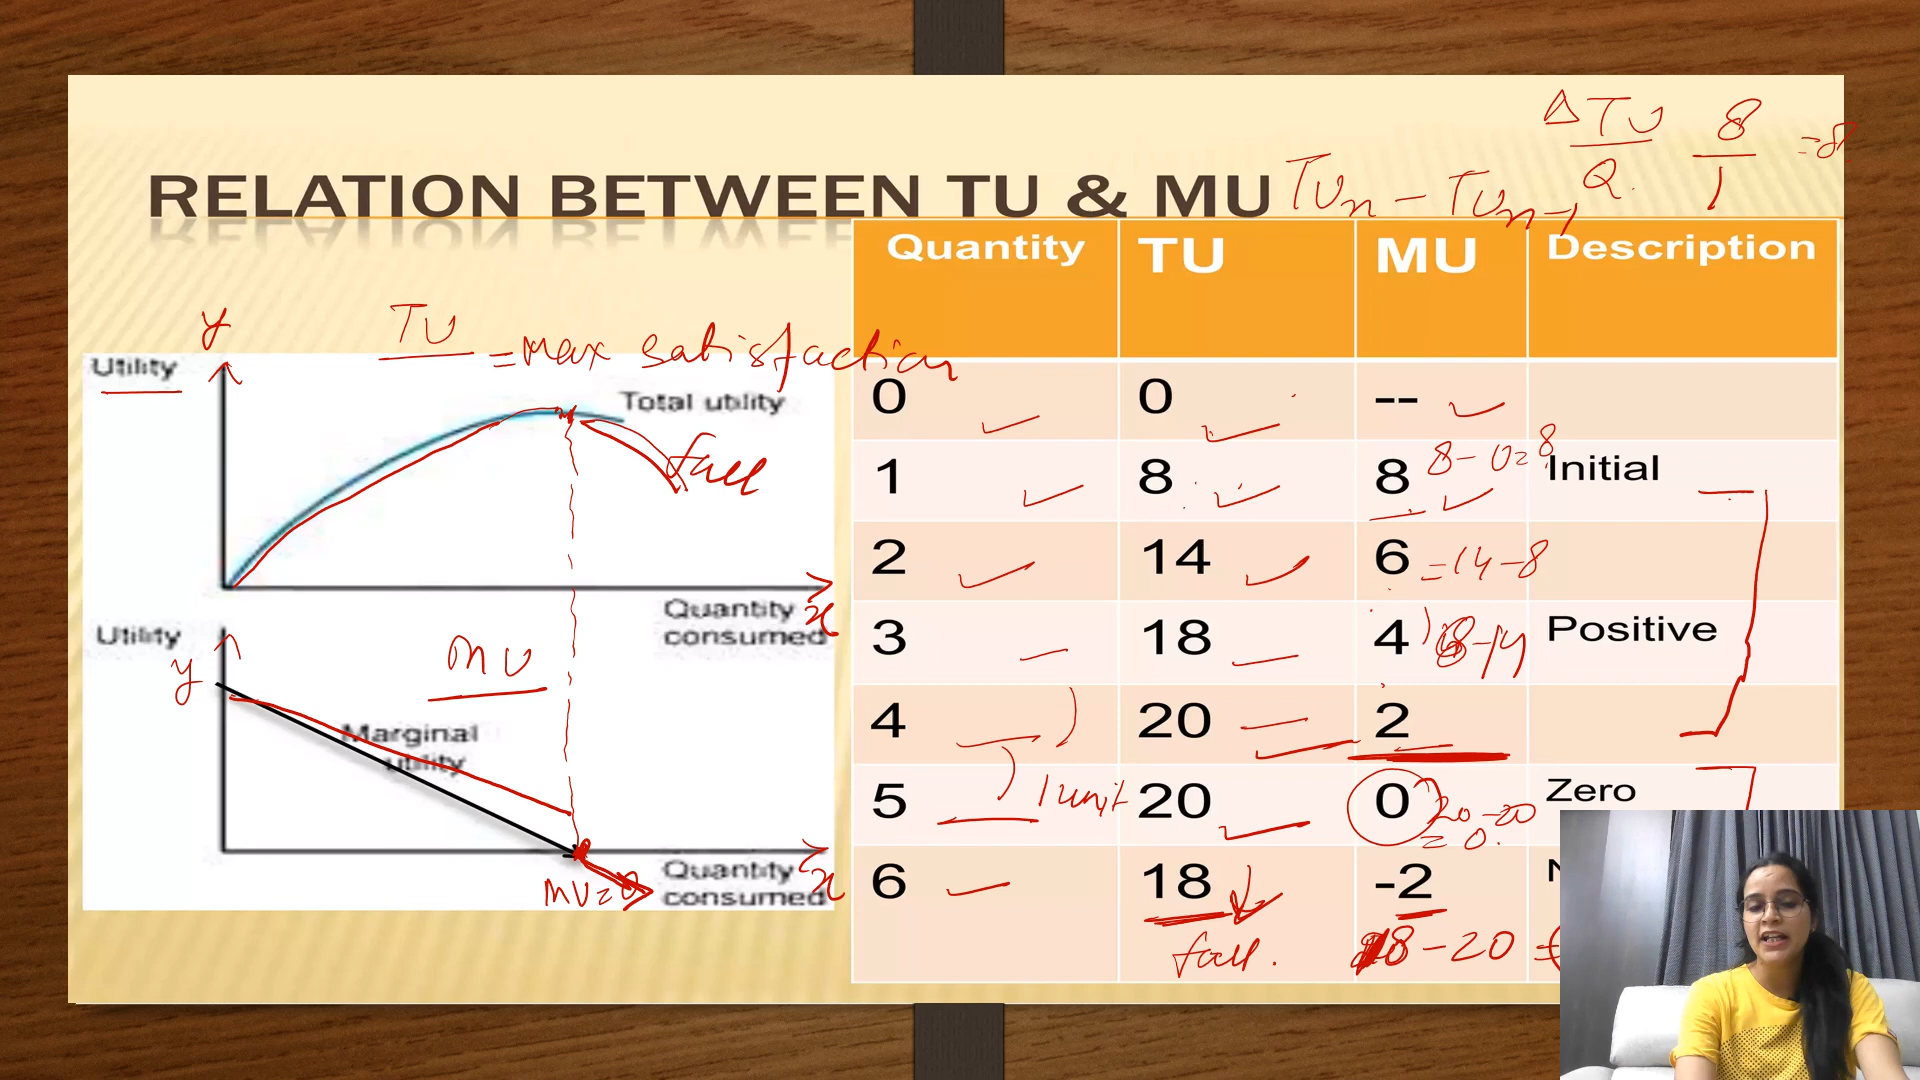 ΔTU 8 =8
Q. 1
RELATION BETWEEN TU & MU TUn - TUn-1
Quantity TU MU Description
y
TU = Max satisfaction
Utility
Total utility
fall
Quantity
consumed x
Utility
y
MU
Marginal
utility
MU=0
Quantity
consumed x
0 0 --
1 8 8 8-0=8 Initial
2 14 6 =14-8
3 18 4 18-14 Positive
4 20 2
5 1 unit 20 0 20-20 Zero
=0.
6 18 -2
fall. 18-20 =